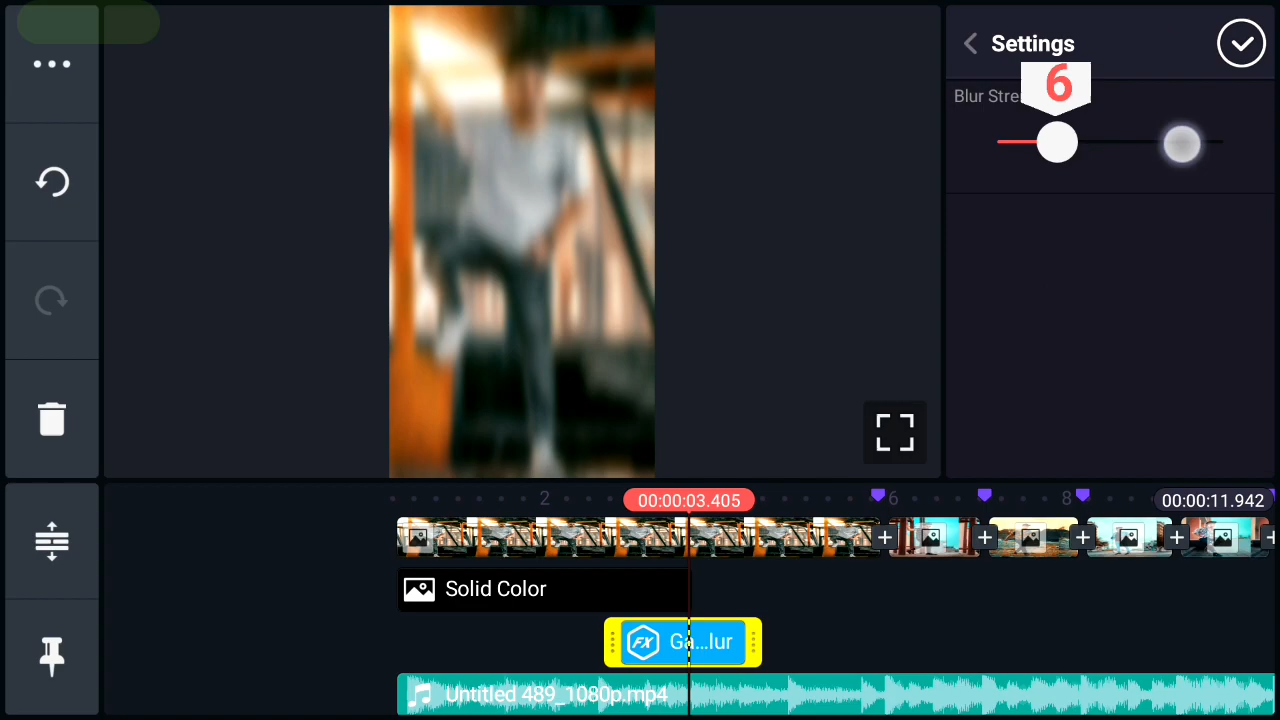 Settings
6
Blur Stre
2
00:00:03.405
6
8
00:00:11.942
Solid Color
FX Ga...lur
Untitled 489_1080p.mp4